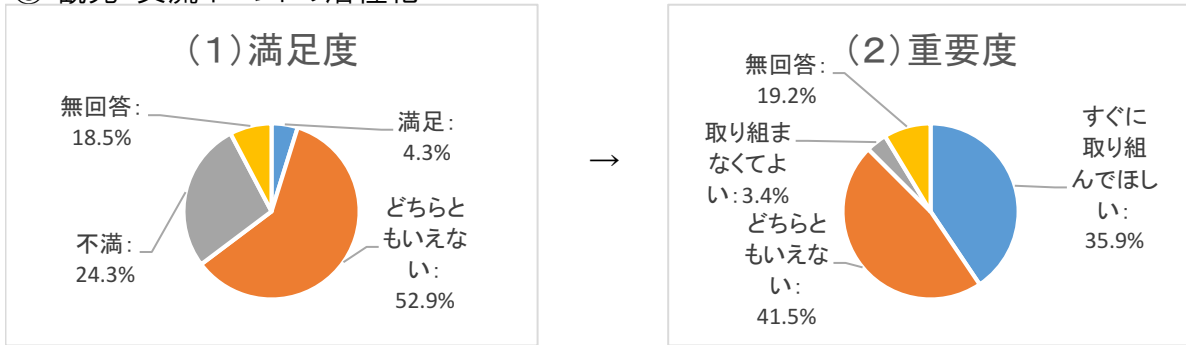 (1)満足度
無回答:
18.5%
満足:
4.3%
不満:
24.3%
どちらと
もいえな
い:
52.9%
→
(2)重要度
無回答:
19.2%
取り組ま
なくてよ
い:3.4%
どちらと
もいえな
い:
41.5%
すぐに
取り組
んでほし
い:
35.9%